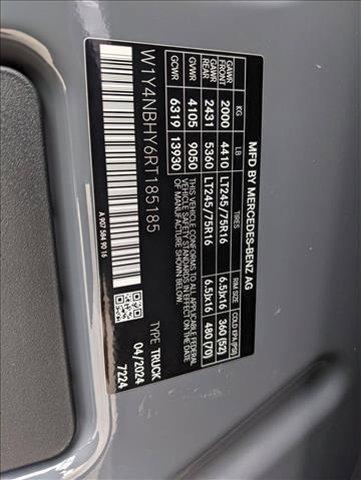 MFD BY MERCEDES-BENZ AG
KG LB TIRES RIM SIZE COLD KPA/(PSI)
GAWR FRONT 2000 4410 LT245/75R16 6.5Jx16 360 (52)
GAWR REAR 2431 5360 LT245/75R16 6.5Jx16 480 (70)
GVWR 4105 9050
GCWR 6319 13930
THIS VEHICLE CONFORMS TO ALL APPLICABLE FEDERAL
MOTOR VEHICLE SAFETY STANDARDS IN EFFECT ON THE
DATE OF MANUFACTURE SHOWN ABOVE.
W1Y4NBHY6RT185185 TYPE TRUCK
04/2024
A 907 584 90 16 7224